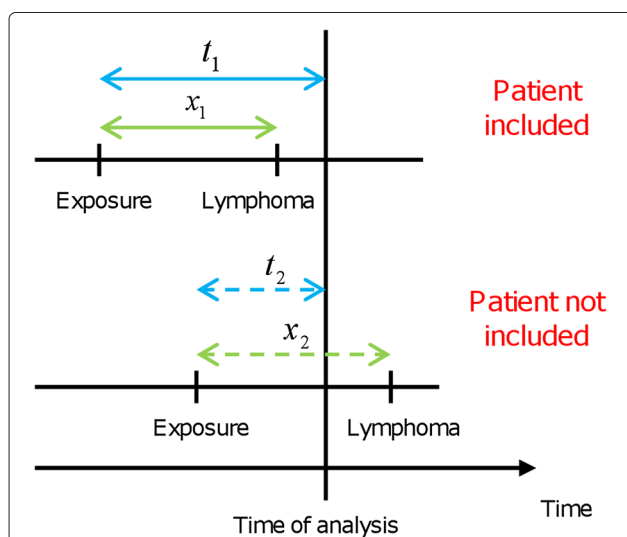 t₁
Patient
included
x₁
Exposure Lymphoma
t₂
Patient not
included
x₂
Exposure Lymphoma
Time
Time of analysis